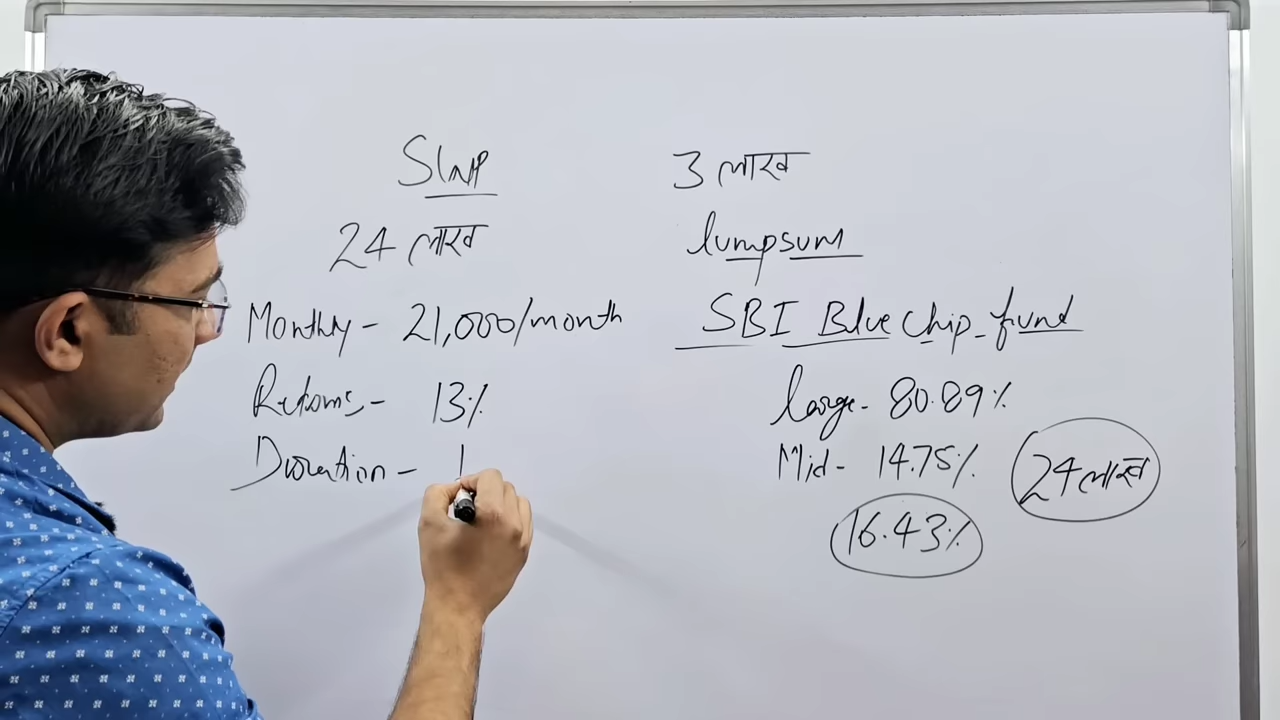 SWP
24 लाख
Monthly - 21,000/month
Returns - 13%
Duration - 1
3 लाख
lumpsum
SBI Blue Chip fund
large - 80.89%
Mid - 14.75%
16.43%
24 लाख